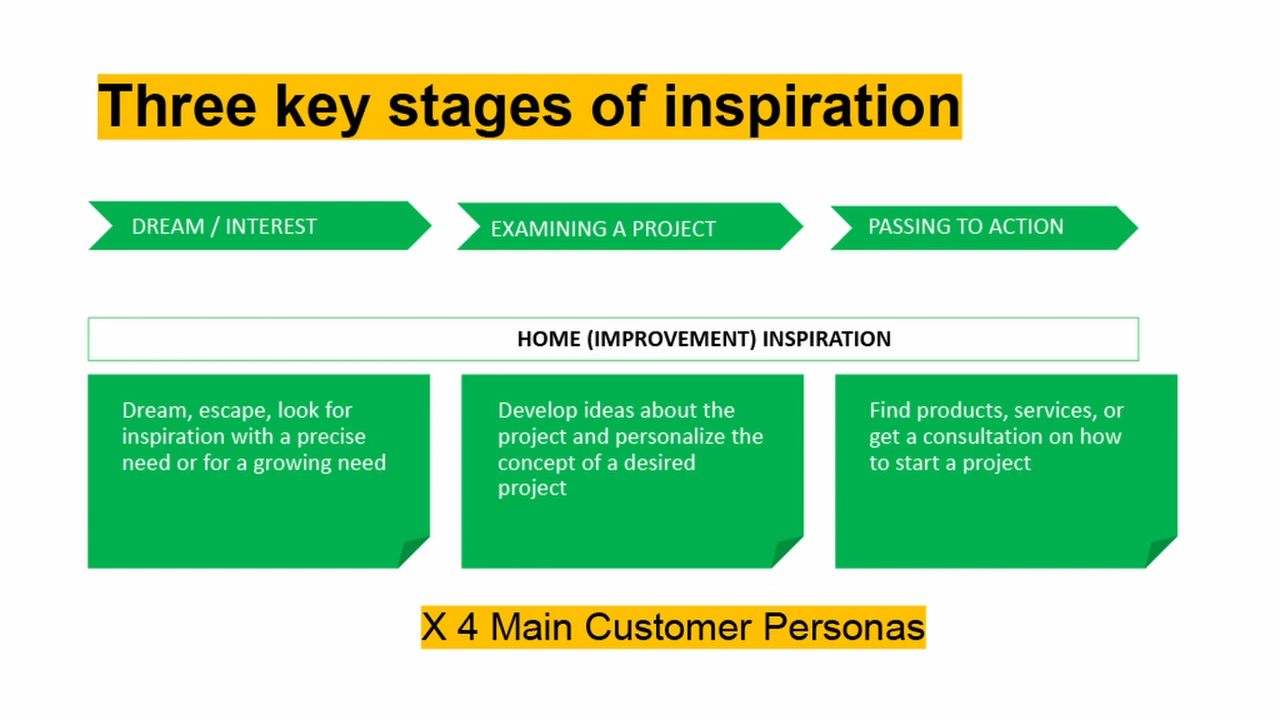 Three key stages of inspiration
DREAM / INTEREST
EXAMINING A PROJECT
PASSING TO ACTION
HOME (IMPROVEMENT) INSPIRATION
Dream, escape, look for
inspiration with a precise
need or for a growing need
Develop ideas about the
project and personalize the
concept of a desired
project
Find products, services, or
get a consultation on how
to start a project
X 4 Main Customer Personas